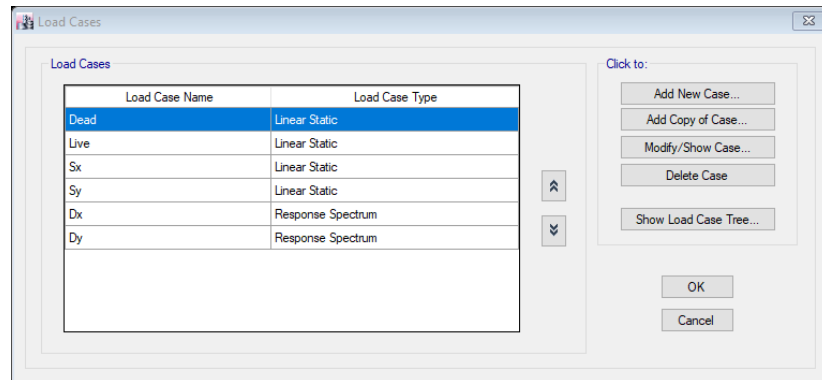 Load Cases
Load Cases
Click to:
Load Case Name Load Case Type
Dead Linear Static
Live Linear Static
Sx Linear Static
Sy Linear Static
Dx Response Spectrum
Dy Response Spectrum
Add New Case...
Add Copy of Case...
Modify/Show Case...
Delete Case
Show Load Case Tree...
OK
Cancel